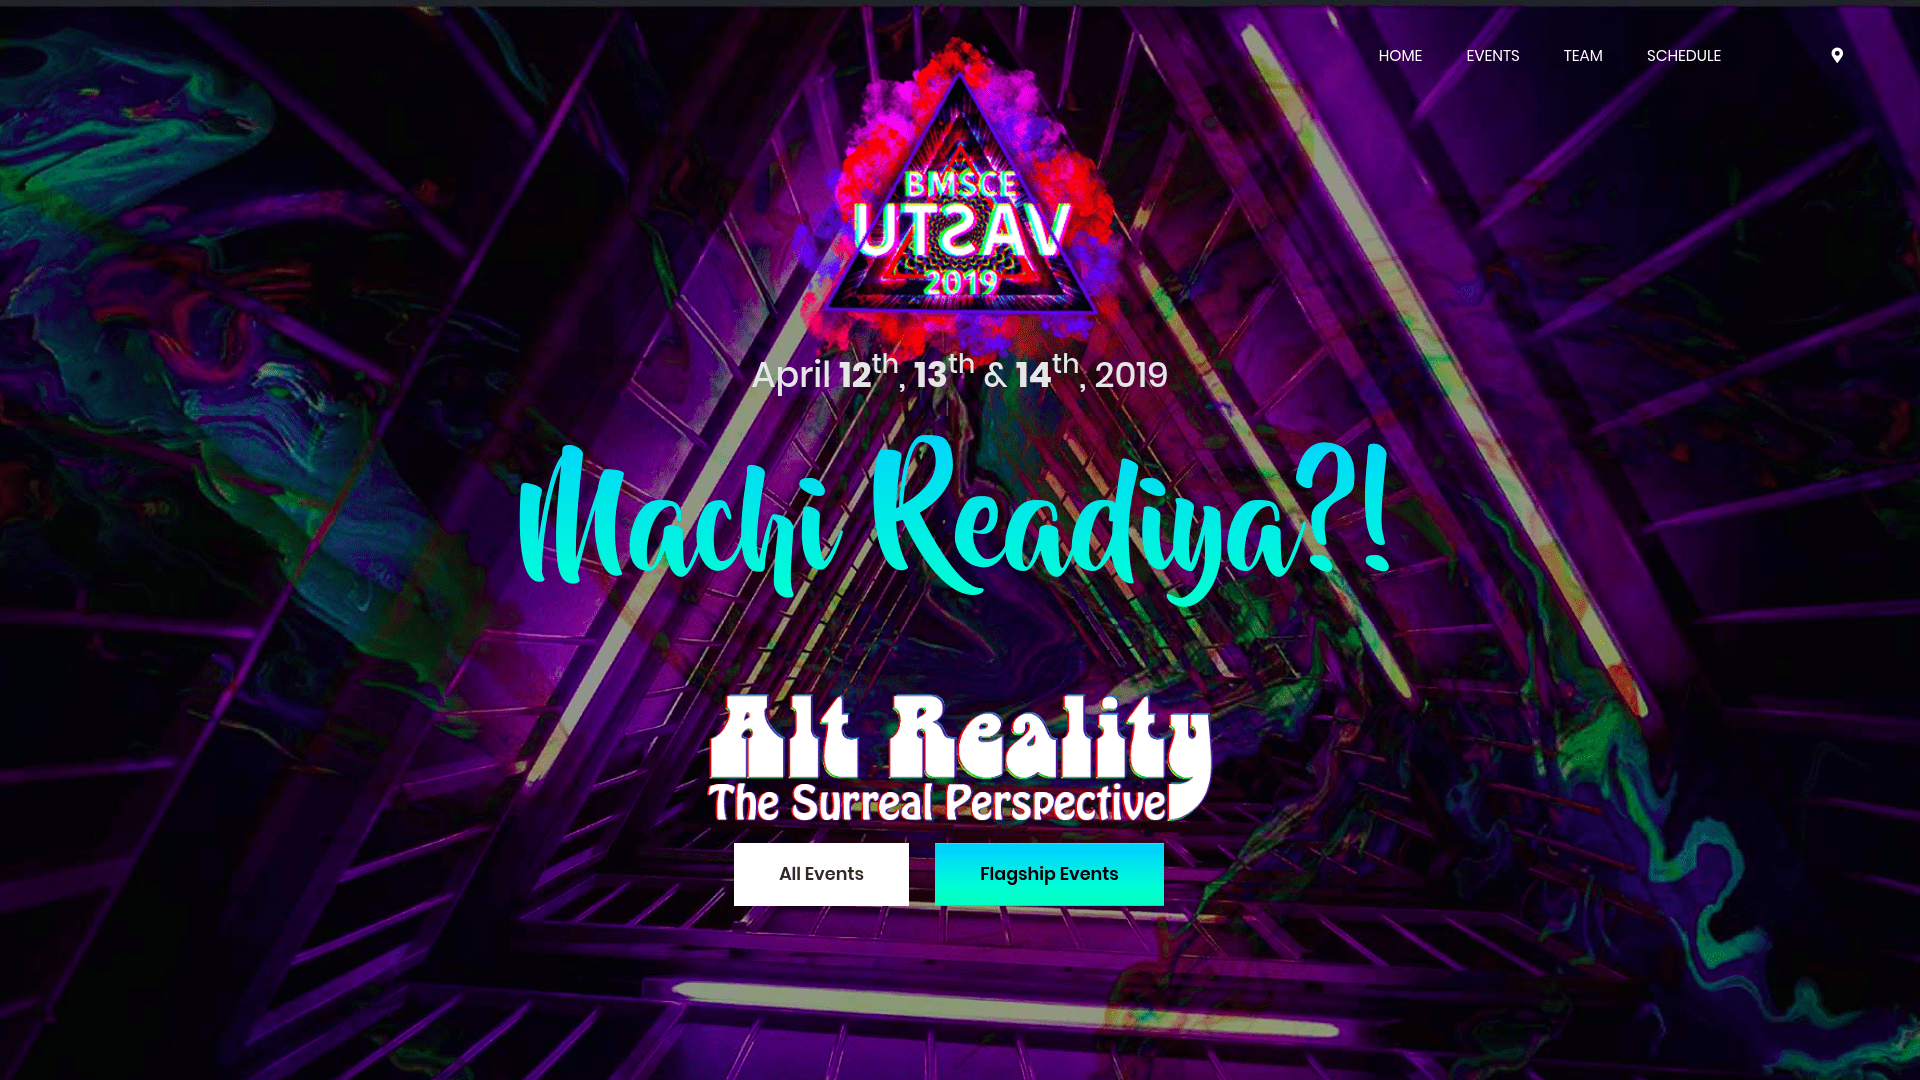 HOME EVENTS TEAM SCHEDULE
BMSCE
UTSAV
2019
April 12th, 13th & 14th, 2019
Machi Readiya?!
Alt Reality
The Surreal Perspective
All Events Flagship Events